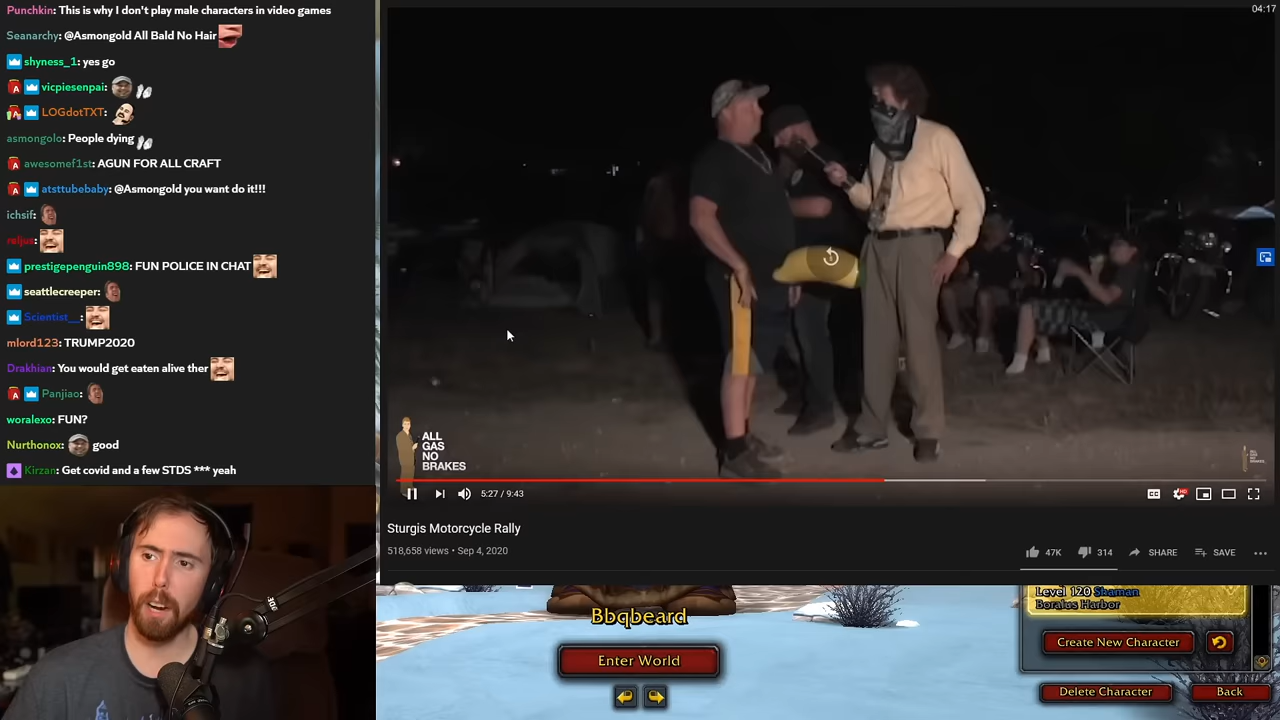 Punchkin: This is why I don't play male characters in video games
Seanarchy: @Asmongold All Bald No Hair
shyness_1: yes go
vicpiesenpai:
LOGdotTXT:
asmongolo: People dying
awesomef1st: AGUN FOR ALL CRAFT
atsttubebaby: @Asmongold you want do it!!!
ichsif:
reljus:
prestigepenguin898: FUN POLICE IN CHAT
seattlecreeper:
Scientist__:
mlord123: TRUMP2020
Drakhian: You would get eaten alive ther
Panjiao:
woralexo: FUN?
Nurthonox: good
Kirzan: Get covid and a few STDS *** yeah
04:17
ALL
GAS
NO
BRAKES
5:27 / 9:43
Sturgis Motorcycle Rally
518,658 views • Sep 4, 2020
47K
314
SHARE
SAVE
Level 120 Shaman
Boralus Harbor
Bbqbeard
Enter World
Create New Character
Delete Character
Back